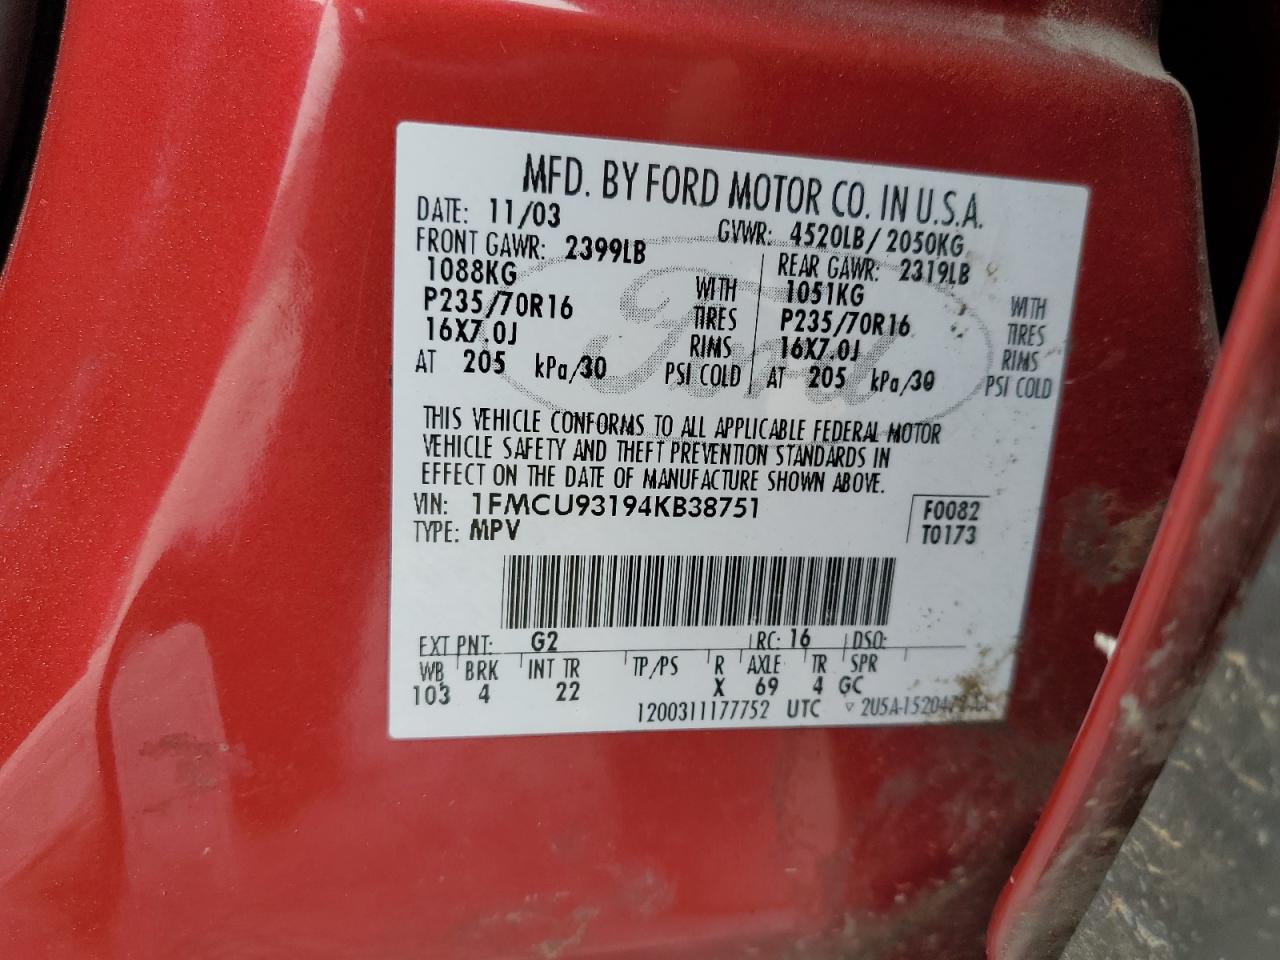 MFD. BY FORD MOTOR CO. IN U.S.A.
DATE: 11/03 GVWR: 4520LB/2050KG
FRONT GAWR: 2399LB REAR GAWR: 2319LB
1088KG WITH 1051KG WITH
P235/70R16 TIRES P235/70R16 TIRES
16X7.0J RIMS 16X7.0J RIMS
AT 205 kPa/30 PSI COLD AT 205 kPa/30 PSI COLD
Ford
THIS VEHICLE CONFORMS TO ALL APPLICABLE FEDERAL MOTOR
VEHICLE SAFETY AND THEFT PREVENTION STANDARDS IN
EFFECT ON THE DATE OF MANUFACTURE SHOWN ABOVE.
VIN: 1FMCU93194KB38751 F0082
TYPE: MPV T0173
EXT PNT: G2 RC: 16 DSO:
WB BRK INT TR TP/PS R AXLE TR SPR
103 4 22 X 69 4 GC
1200311177752 UTC